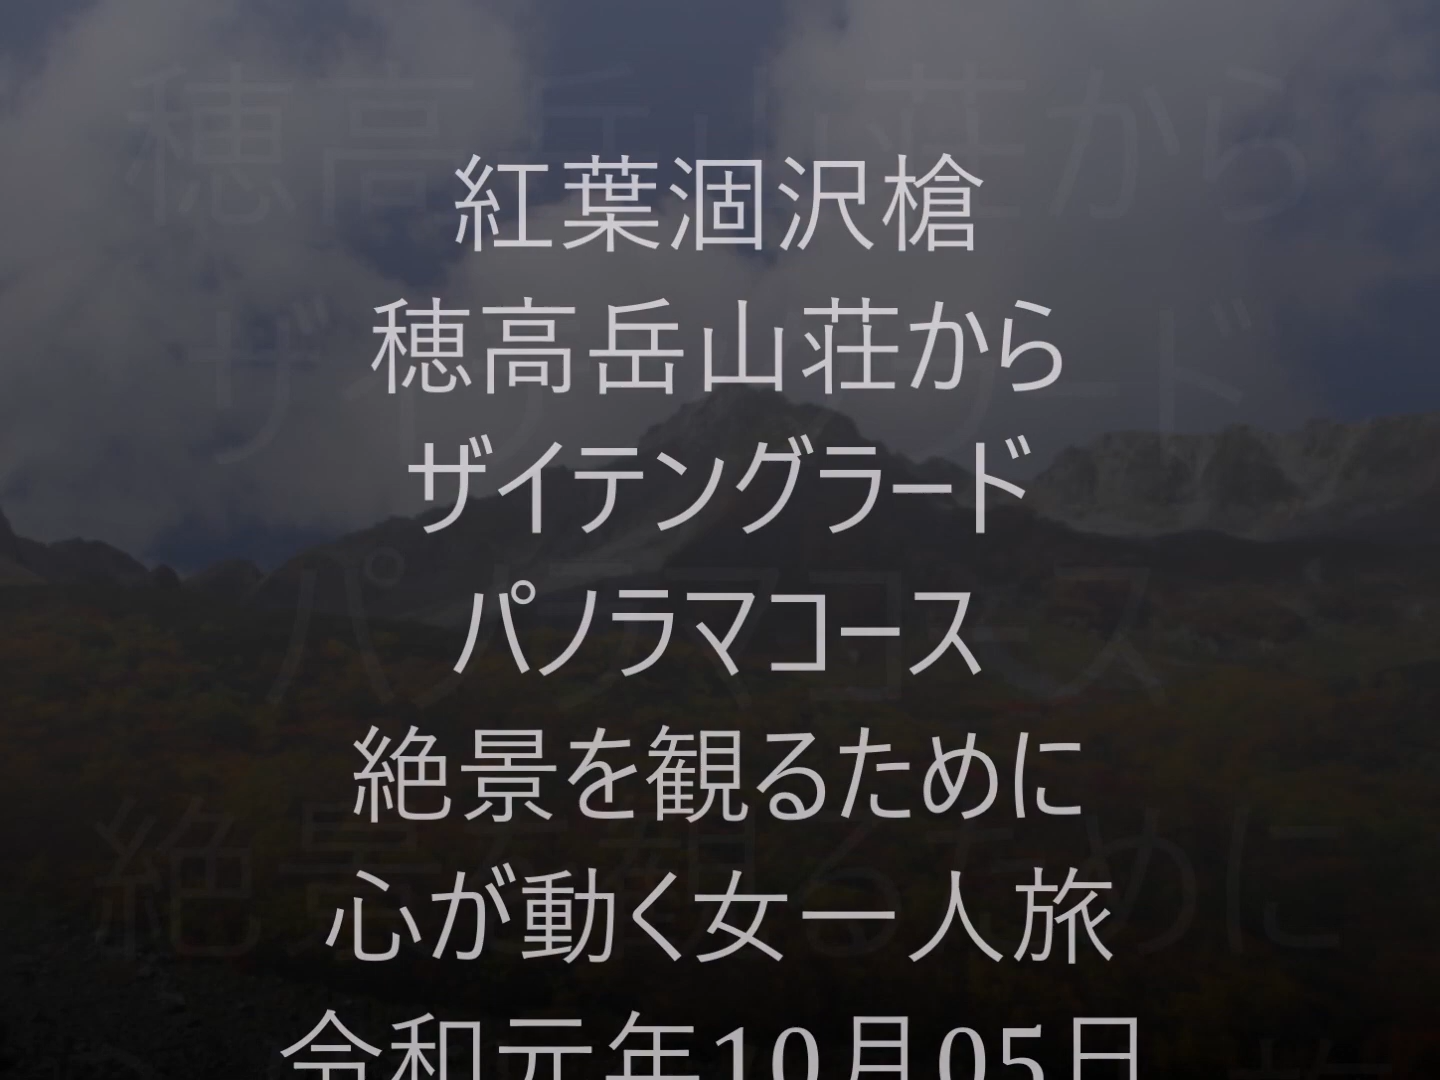 紅葉涸沢槍
穂高岳山荘から
ザイテングラード
パノラマコース
絶景を観るために
心が動く女一人旅
令和元年10月05日